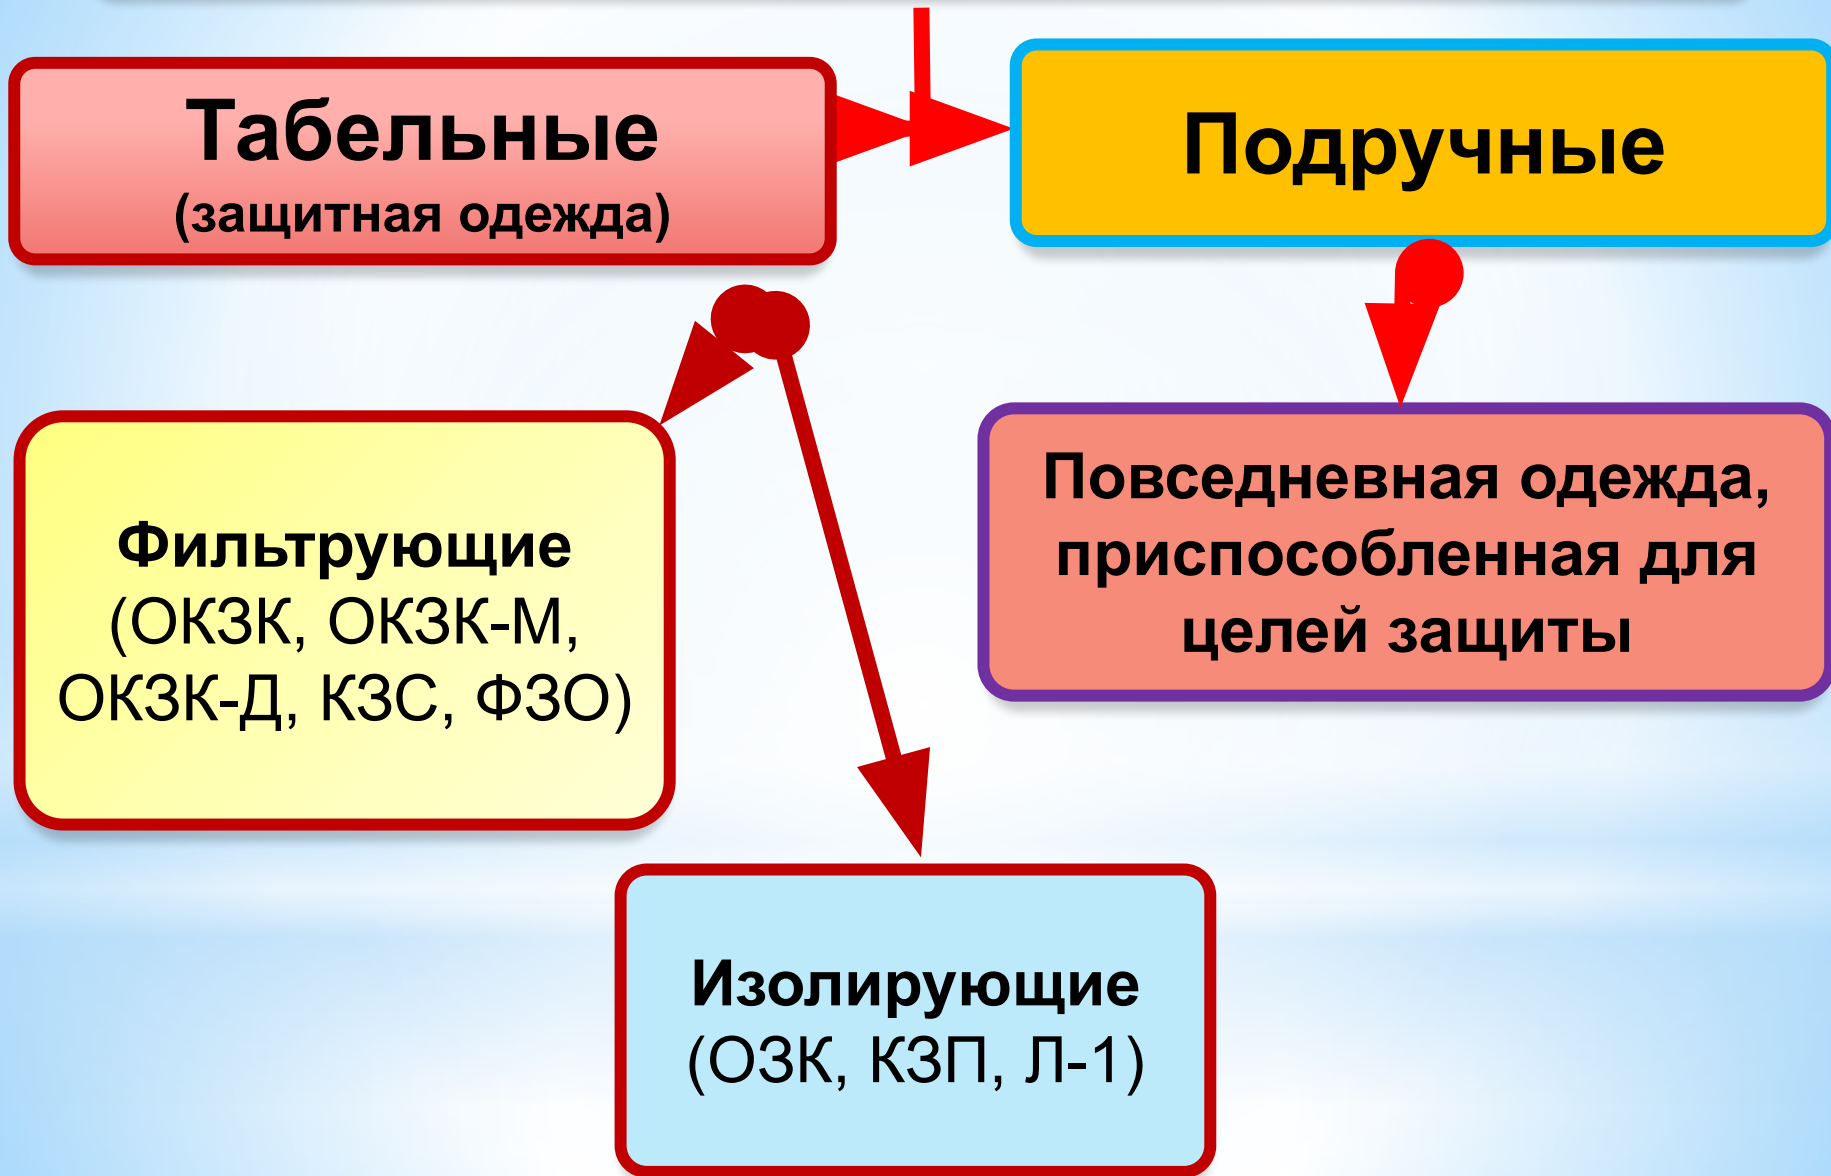 Табельные
(защитная одежда)
Подручные
Фильтрующие
(ОКЗК, ОКЗК-М,
ОКЗК-Д, КЗС, ФЗО)
Повседневная одежда,
приспособленная для
целей защиты
Изолирующие
(ОЗК, КЗП, Л-1)